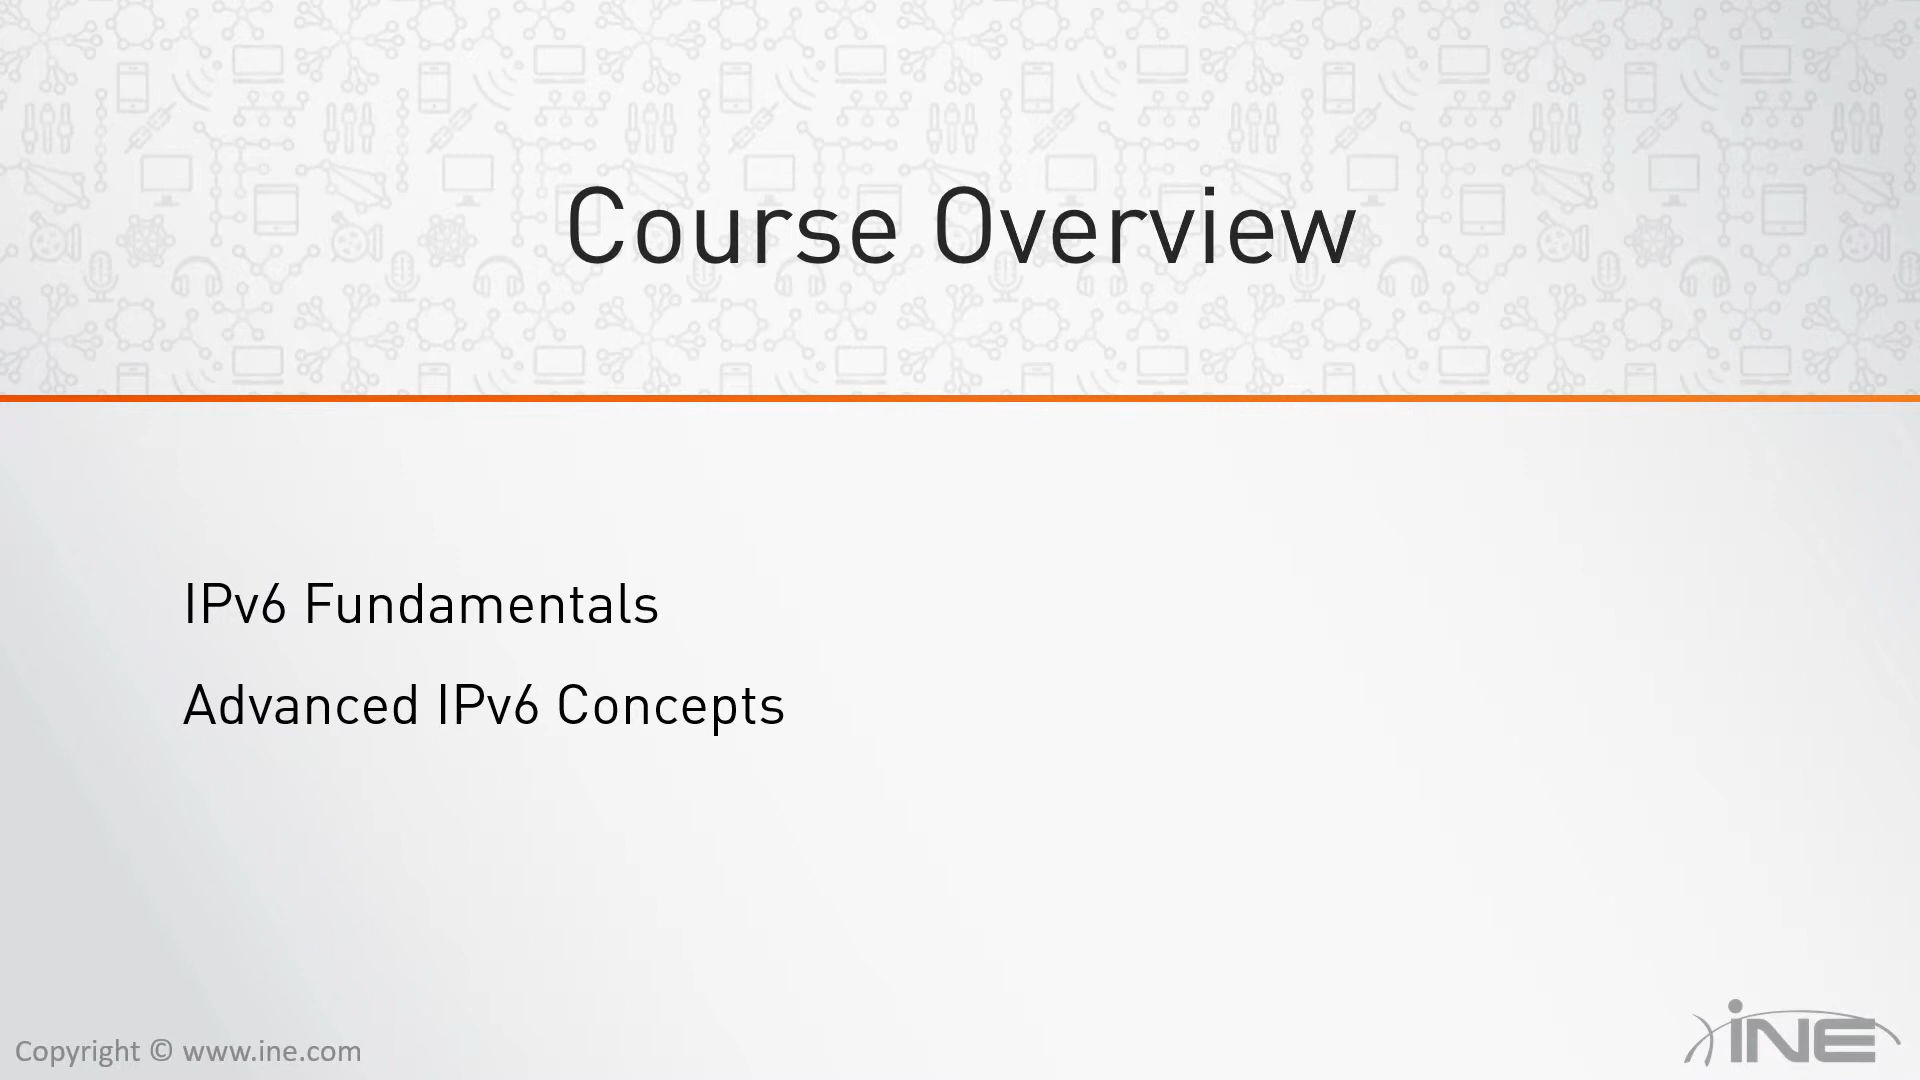 Course Overview
IPv6 Fundamentals
Advanced IPv6 Concepts
Copyright © www.ine.com
iNE